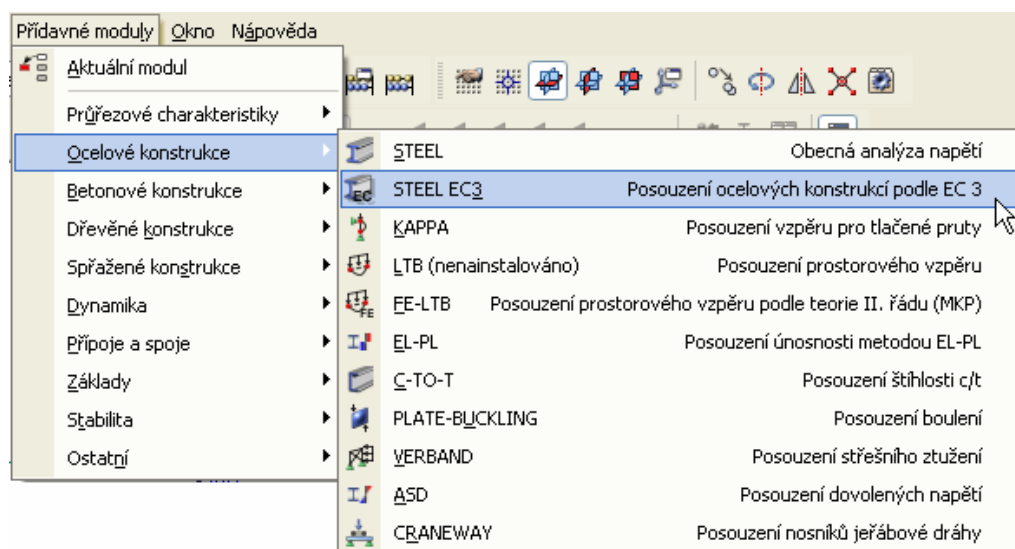 Přídavné moduly Okno Nápověda
Aktuální modul
Průřezové charakteristiky
Ocelové konstrukce
Betonové konstrukce
Dřevěné konstrukce
Spřažené konstrukce
Dynamika
Přípoje a spoje
Základy
Stabilita
Ostatní
STEEL Obecná analýza napětí
STEEL EC3 Posouzení ocelových konstrukcí podle EC 3
KAPPA Posouzení vzpěru pro tlačené pruty
LTB (nenainstalováno) Posouzení prostorového vzpěru
FE-LTB Posouzení prostorového vzpěru podle teorie II. řádu (MKP)
EL-PL Posouzení únosnosti metodou EL-PL
C-TO-T Posouzení štíhlosti c/t
PLATE-BUCKLING Posouzení boulení
VERBAND Posouzení střešního ztužení
ASD Posouzení dovolených napětí
CRANEWAY Posouzení nosníků jeřábové dráhy